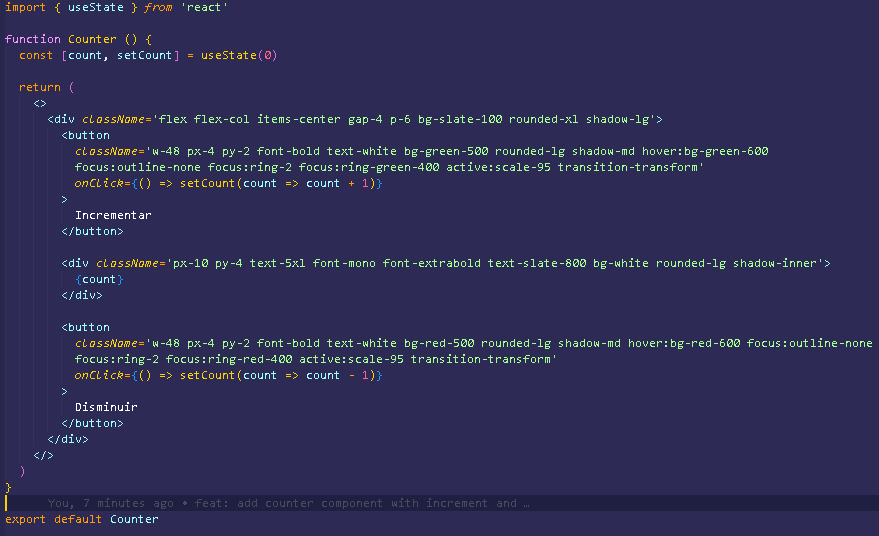 import { useState } from 'react'
function Counter () {
const [count, setCount] = useState(0)
return (
<>
<div className='flex flex-col items-center gap-4 p-6 bg-slate-100 rounded-xl shadow-lg'>
<button
className='w-48 px-4 py-2 font-bold text-white bg-green-500 rounded-lg shadow-md hover:bg-green-600
focus:outline-none focus:ring-2 focus:ring-green-400 active:scale-95 transition-transform'
onClick={() => setCount(count => count + 1)}
>
Incrementar
</button>
<div className='px-10 py-4 text-5xl font-mono font-extrabold text-slate-800 bg-white rounded-lg shadow-inner'>
{count}
</div>
<button
className='w-48 px-4 py-2 font-bold text-white bg-red-500 rounded-lg shadow-md hover:bg-red-600 focus:outline-none
focus:ring-2 focus:ring-red-400 active:scale-95 transition-transform'
onClick={() => setCount(count => count - 1)}
>
Disminuir
</button>
</div>
</>
)
}
You, 7 minutes ago • feat: add counter component with increment and …
export default Counter